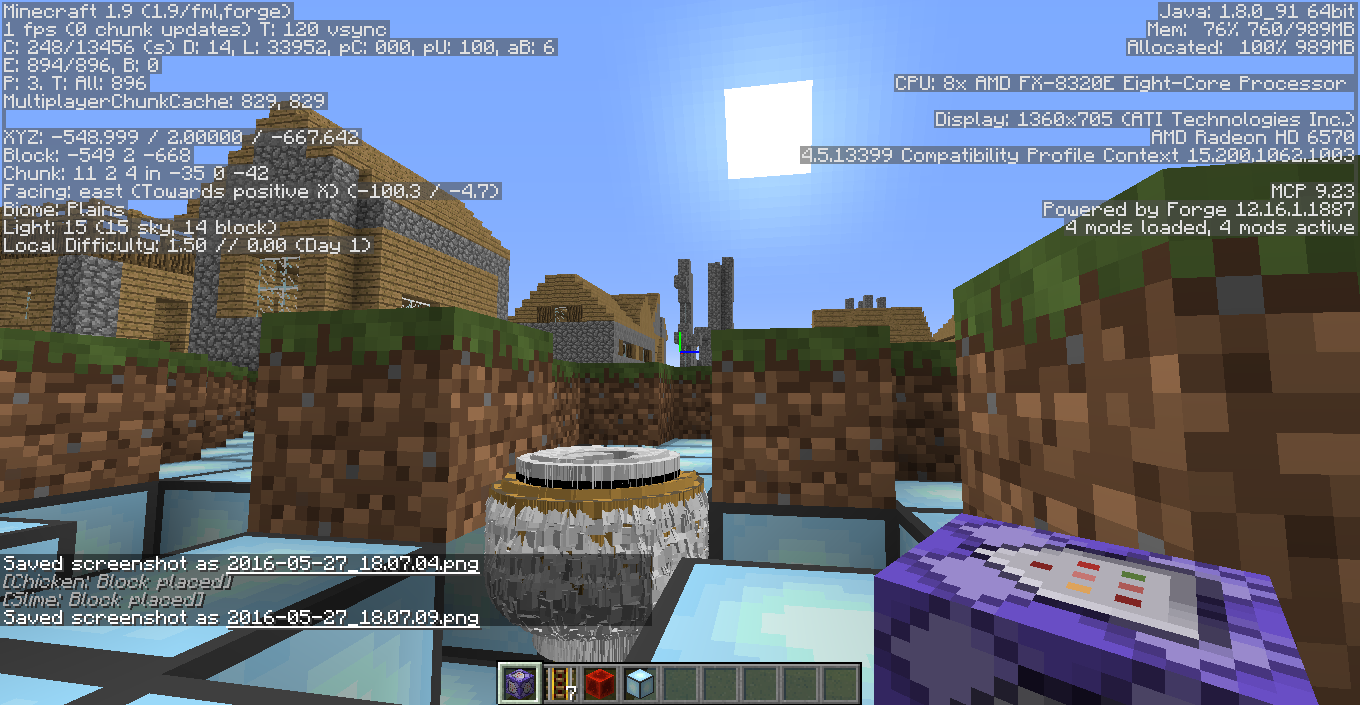 Minecraft 1.9 (1.9/fml,forge)
1 fps (0 chunk updates) T: 120 vsync
C: 248/13456 (s) D: 14, L: 33952, pC: 000, pU: 100, aB: 6
E: 894/896, B: 0
P: 3. T: All: 896
MultiplayerChunkCache: 829, 829
XYZ: -548.999 / 2.00000 / -667.642
Block: -549 2 -668
Chunk: 11 2 4 in -35 0 -42
Facing: east (Towards positive X) (-100.3 / -4.7)
Biome: Plains
Light: 15 (15 sky, 14 block)
Local Difficulty: 1.50 // 0.00 (Day 1)
Java: 1.8.0_91 64bit
Mem: 76% 760/989MB
Allocated: 100% 989MB
CPU: 8x AMD FX-8320E Eight-Core Processor
Display: 1360x705 (ATI Technologies Inc.)
AMD Radeon HD 6570
4.5.13399 Compatibility Profile Context 15.200.1062.1003
MCP 9.23
Powered by Forge 12.16.1.1887
4 mods loaded, 4 mods active
Saved screenshot as 2016-05-27_18.07.04.png
[Chicken: Block placed]
[Slime: Block placed]
Saved screenshot as 2016-05-27_18.07.09.png
7